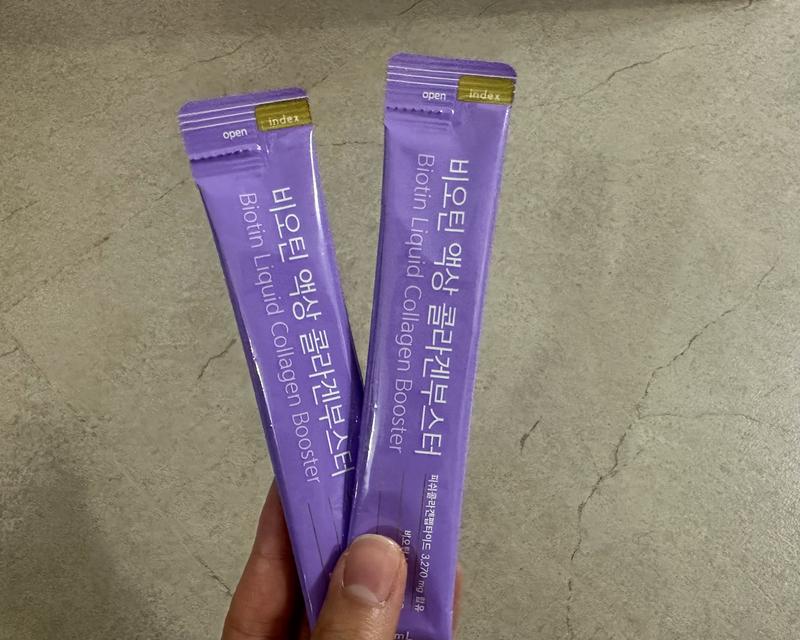 open
index
비오틴 액상 콜라겐부스터
Biotin Liquid Collagen Booster
open
index
비오틴 액상 콜라겐부스터
Biotin Liquid Collagen Booster
피쉬콜라겐펩타이드 3,270 mg 함유